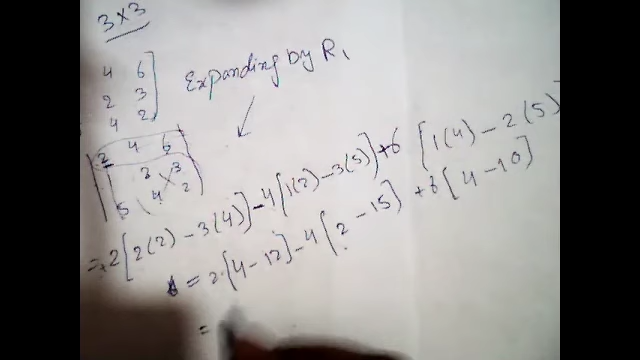 3×3
4 6
2 3
4 2
Expanding by R₁
2 4 6
3 3
5 4 2
=+2[2(2)-3(4)]-4[1(2)-3(5)]+6[1(4)-2(5)]
=2[4-12]-4[2-15]+6[4-10]
=